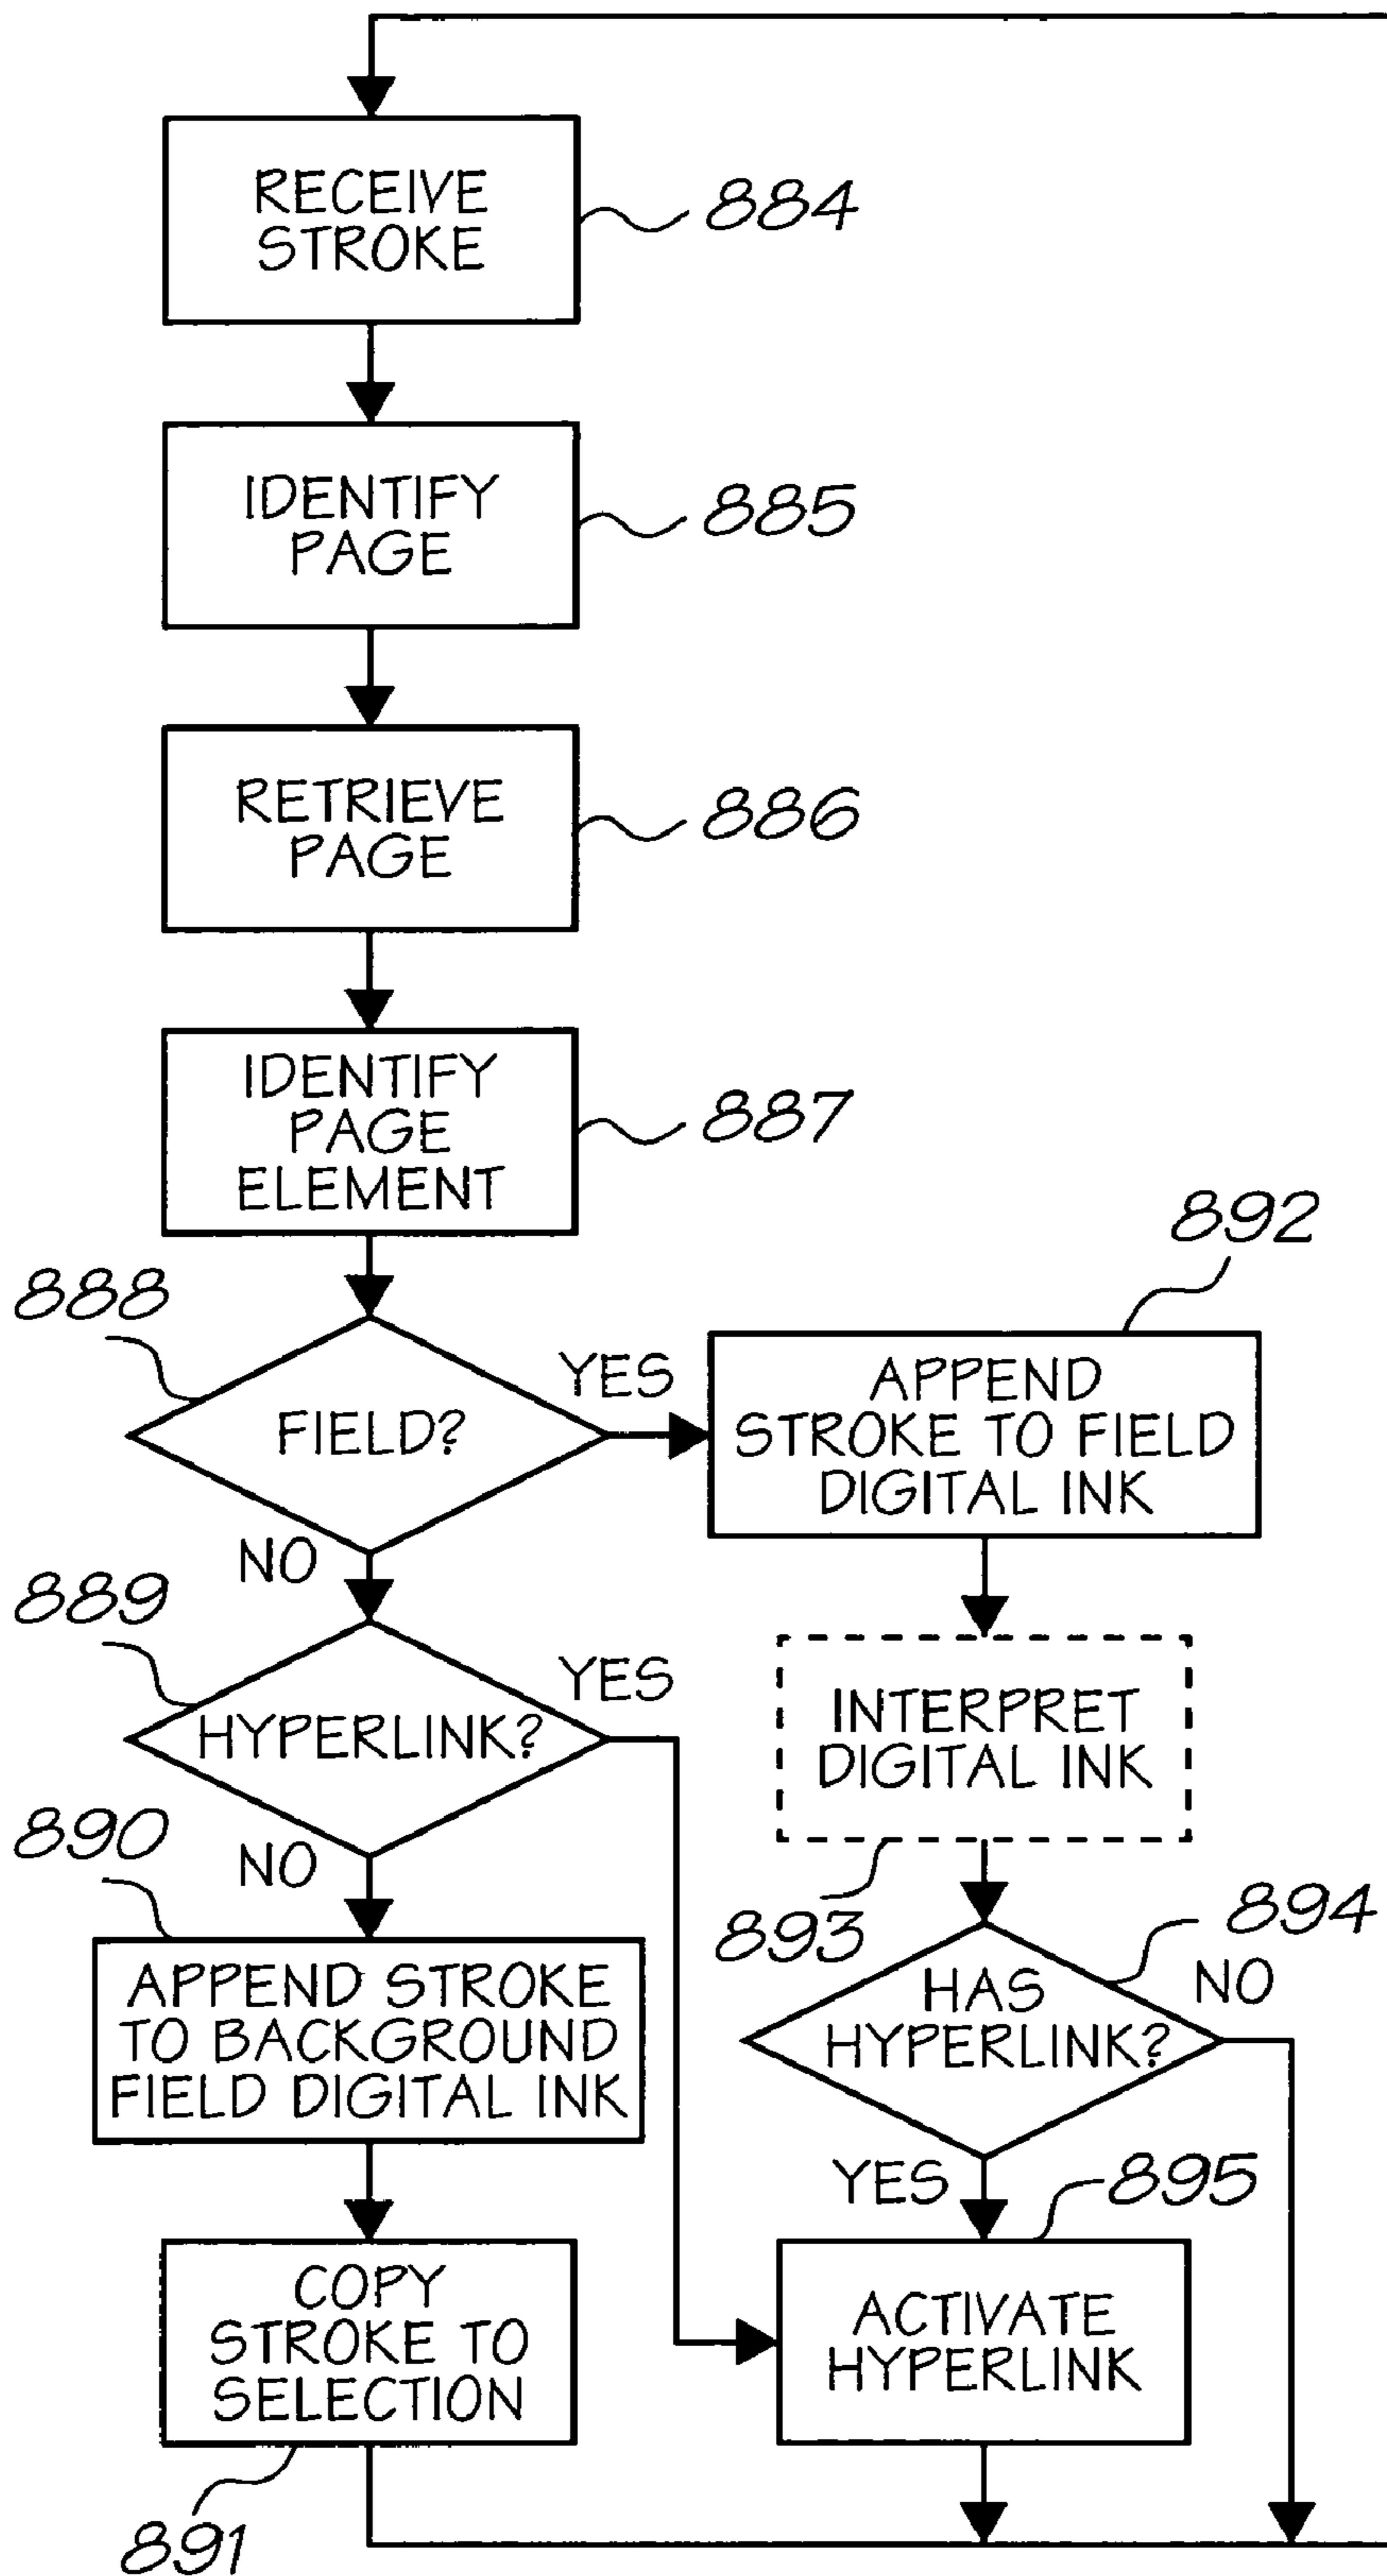 RECEIVE
STROKE
884
IDENTIFY
PAGE
885
RETRIEVE
PAGE
886
IDENTIFY
PAGE
ELEMENT
887
888
FIELD?
YES
NO
892
APPEND
STROKE TO FIELD
DIGITAL INK
889
HYPERLINK?
YES
NO
INTERPRET
DIGITAL INK
893
890
APPEND STROKE
TO BACKGROUND
FIELD DIGITAL INK
894
HAS
HYPERLINK?
NO
YES
895
COPY
STROKE TO
SELECTION
891
ACTIVATE
HYPERLINK